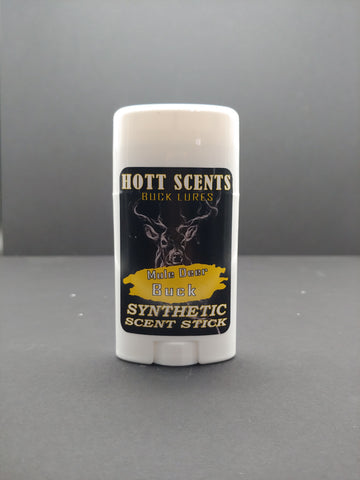 HOTT SCENTS
BUCK LURES
Mule Deer
Buck
SYNTHETIC
SCENT STICK